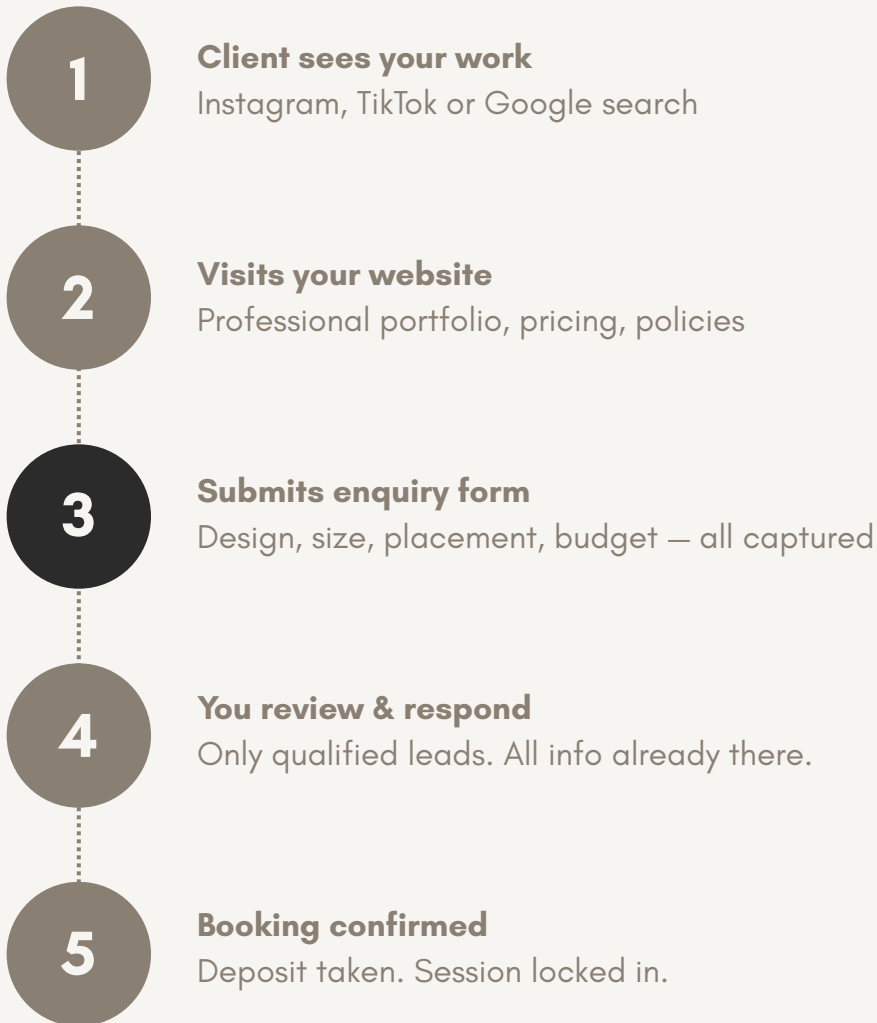 1
Client sees your work
Instagram, TikTok or Google search
2
Visits your website
Professional portfolio, pricing, policies
3
Submits enquiry form
Design, size, placement, budget — all captured
4
You review & respond
Only qualified leads. All info already there.
5
Booking confirmed
Deposit taken. Session locked in.